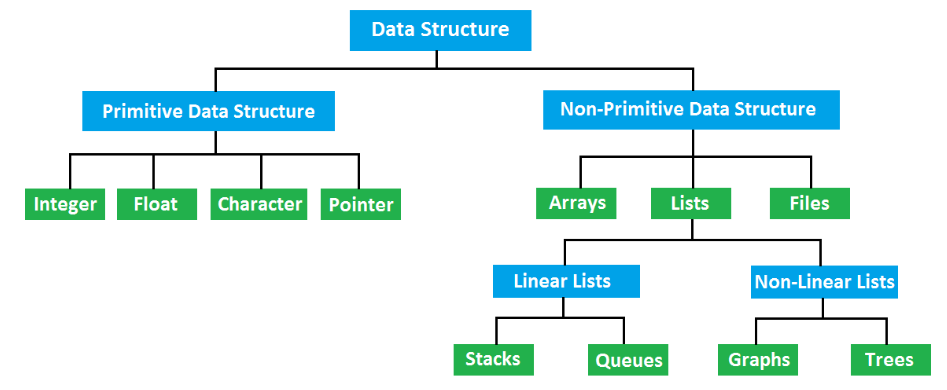 Data Structure
Primitive Data Structure
Non-Primitive Data Structure
Integer
Float
Character
Pointer
Arrays
Lists
Files
Linear Lists
Non-Linear Lists
Stacks
Queues
Graphs
Trees